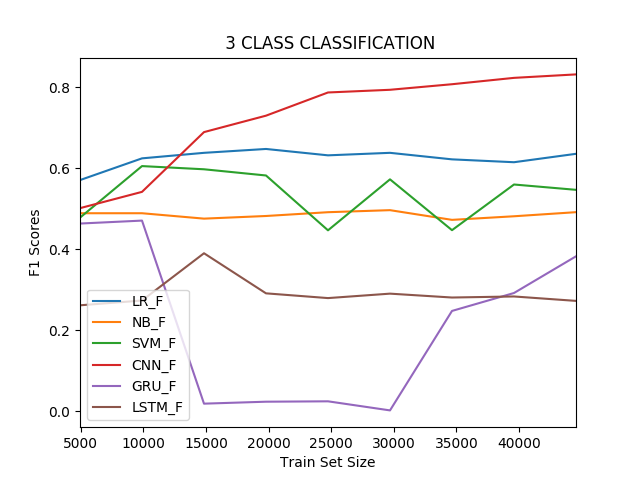 3 CLASS CLASSIFICATION
0.8
0.6
0.4
0.2
0.0
F1 Scores
LR_F
NB_F
SVM_F
CNN_F
GRU_F
LSTM_F
5000 10000 15000 20000 25000 30000 35000 40000
Train Set Size